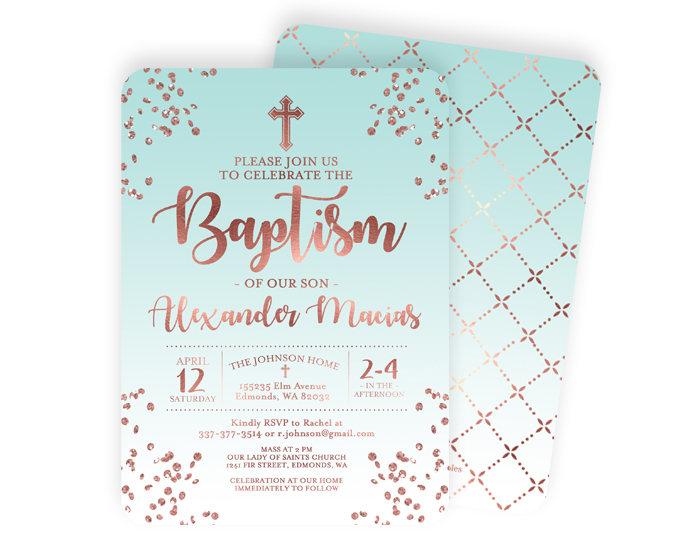 PLEASE JOIN US
TO CELEBRATE THE
Baptism
- OF OUR SON -
Alexander Macias
APRIL
12
SATURDAY
THE JOHNSON HOME
155235 Elm Avenue
Edmonds, WA 82032
2-4
- IN THE -
AFTERNOON
Kindly RSVP to Rachel at
337-377-3514 or r.johnson@gmail.com
MASS AT 2 PM
OUR LADY OF SAINTS CHURCH
1241 FIR STREET, EDMONDS, WA
CELEBRATION AT OUR HOME
IMMEDIATELY TO FOLLOW